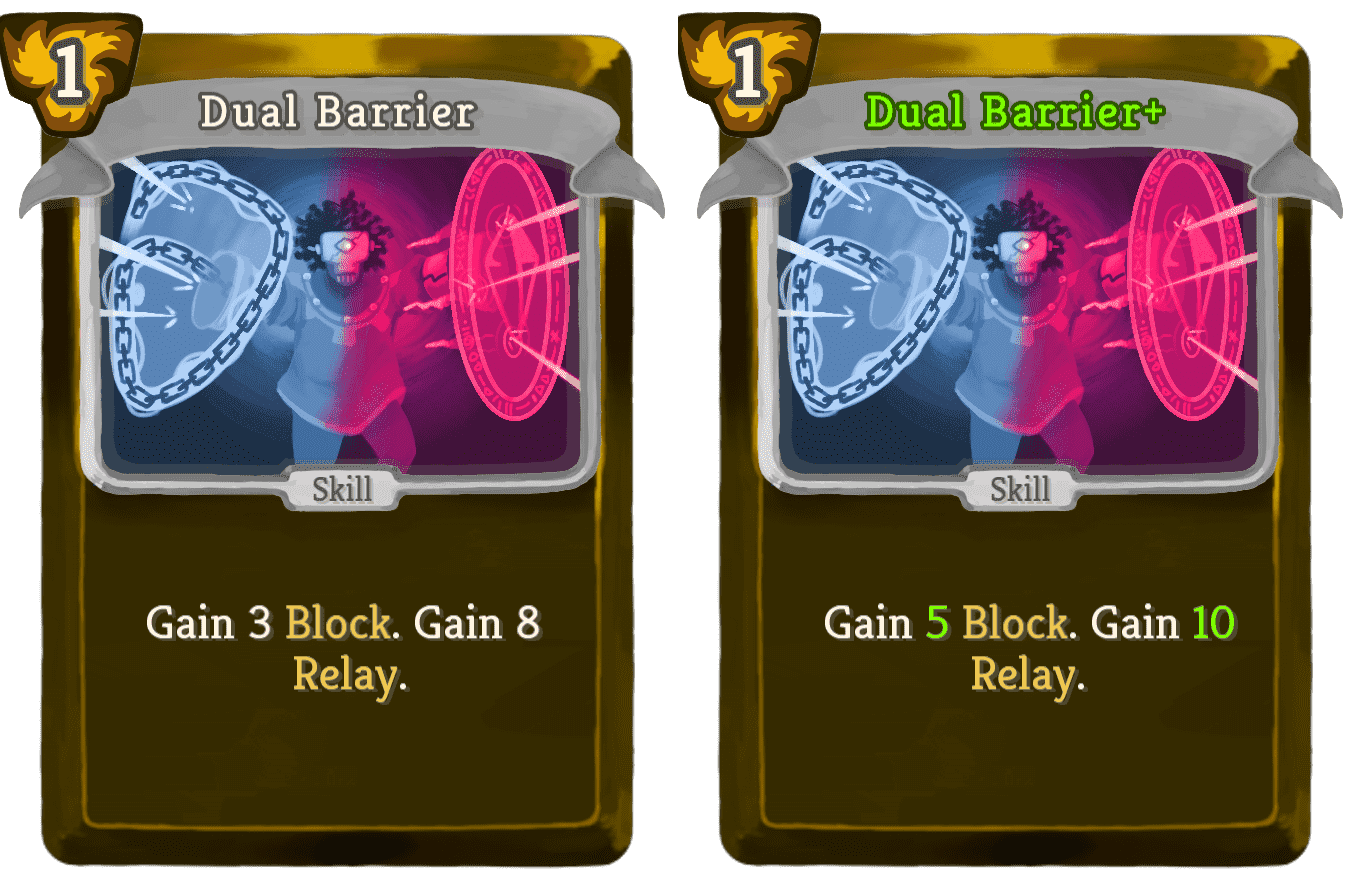 1
Dual Barrier
Skill
Gain 3 Block. Gain 8
Relay.
1
Dual Barrier+
Skill
Gain 5 Block. Gain 10
Relay.